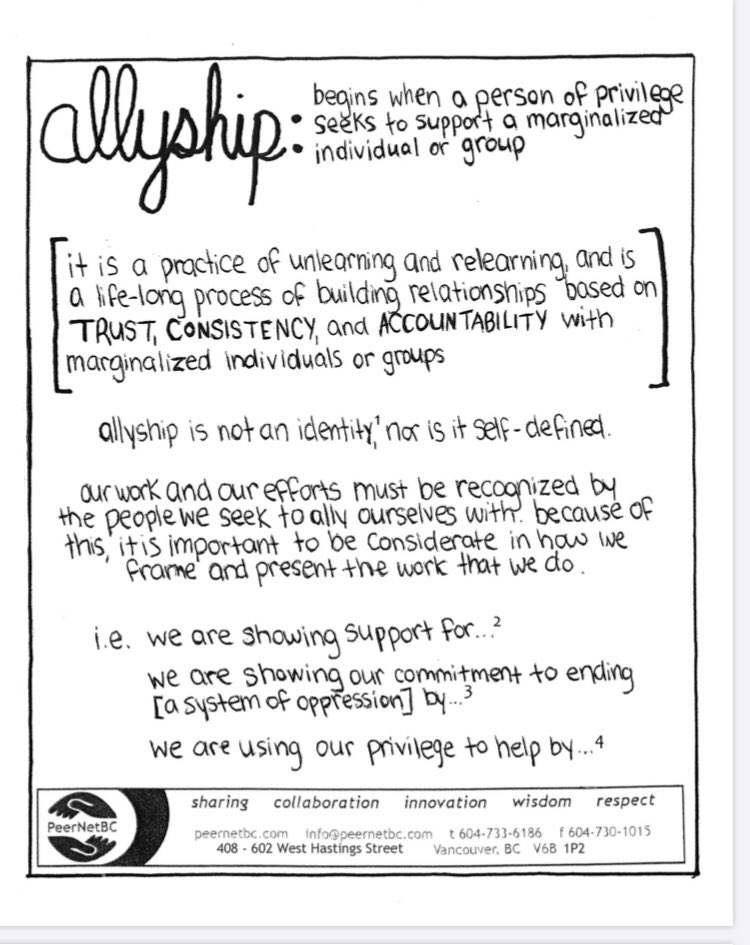 allyship: begins when a person of privilege
seeks to support a marginalized
individual or group
[it is a practice of unlearning and relearning, and is
a life-long process of building relationships based on
TRUST, CONSISTENCY, and ACCOUNTABILITY with
marginalized individuals or groups]
allyship is not an identity,¹ nor is it self-defined.
our work and our efforts must be recognized by
the people we seek to ally ourselves with. because of
this, it is important to be considerate in how we
frame and present the work that we do.
i.e. we are showing support for...²
we are showing our commitment to ending
[a system of oppression] by...³
we are using our privilege to help by...⁴
PeerNetBC
sharing collaboration innovation wisdom respect
peernetbc.com info@peernetbc.com t 604-733-6186 f 604-730-1015
408 - 602 West Hastings Street Vancouver, BC V6B 1P2